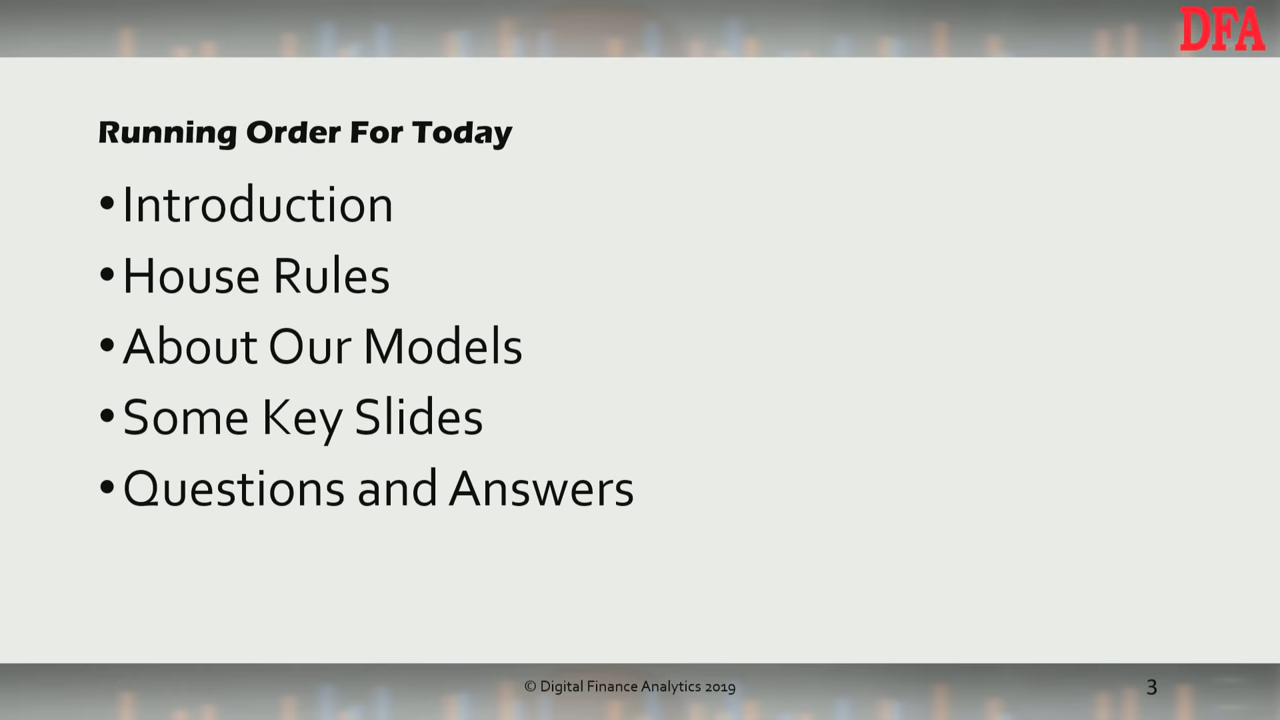 DFA
Running Order For Today
• Introduction
• House Rules
• About Our Models
• Some Key Slides
• Questions and Answers
© Digital Finance Analytics 2019
3